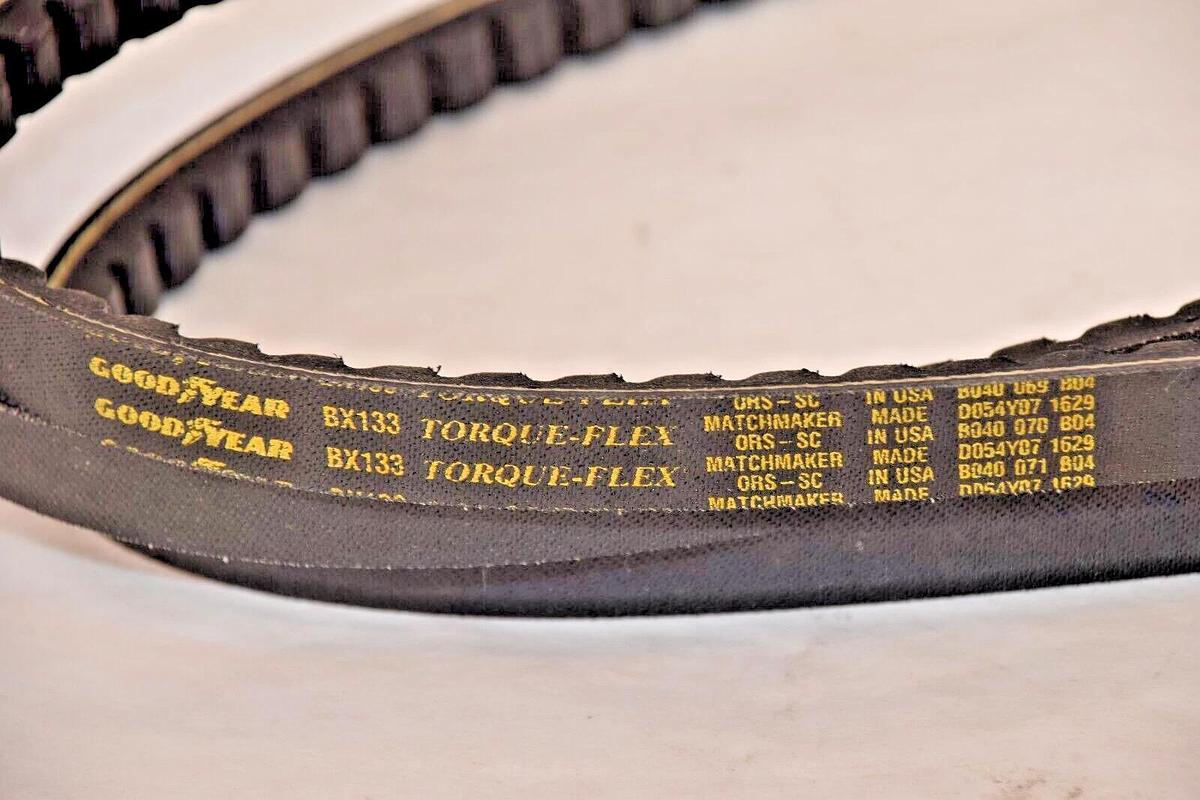 GOODYEAR BX133 TORQUE-FLEX
GOODYEAR BX133 TORQUE-FLEX
ORS-SC IN USA B040 069 B04
MATCHMAKER MADE D054Y07 1629
ORS-SC IN USA B040 070 B04
MATCHMAKER MADE D054Y07 1629
ORS-SC IN USA B040 071 B04
MATCHMAKER MADE D054Y07 1629